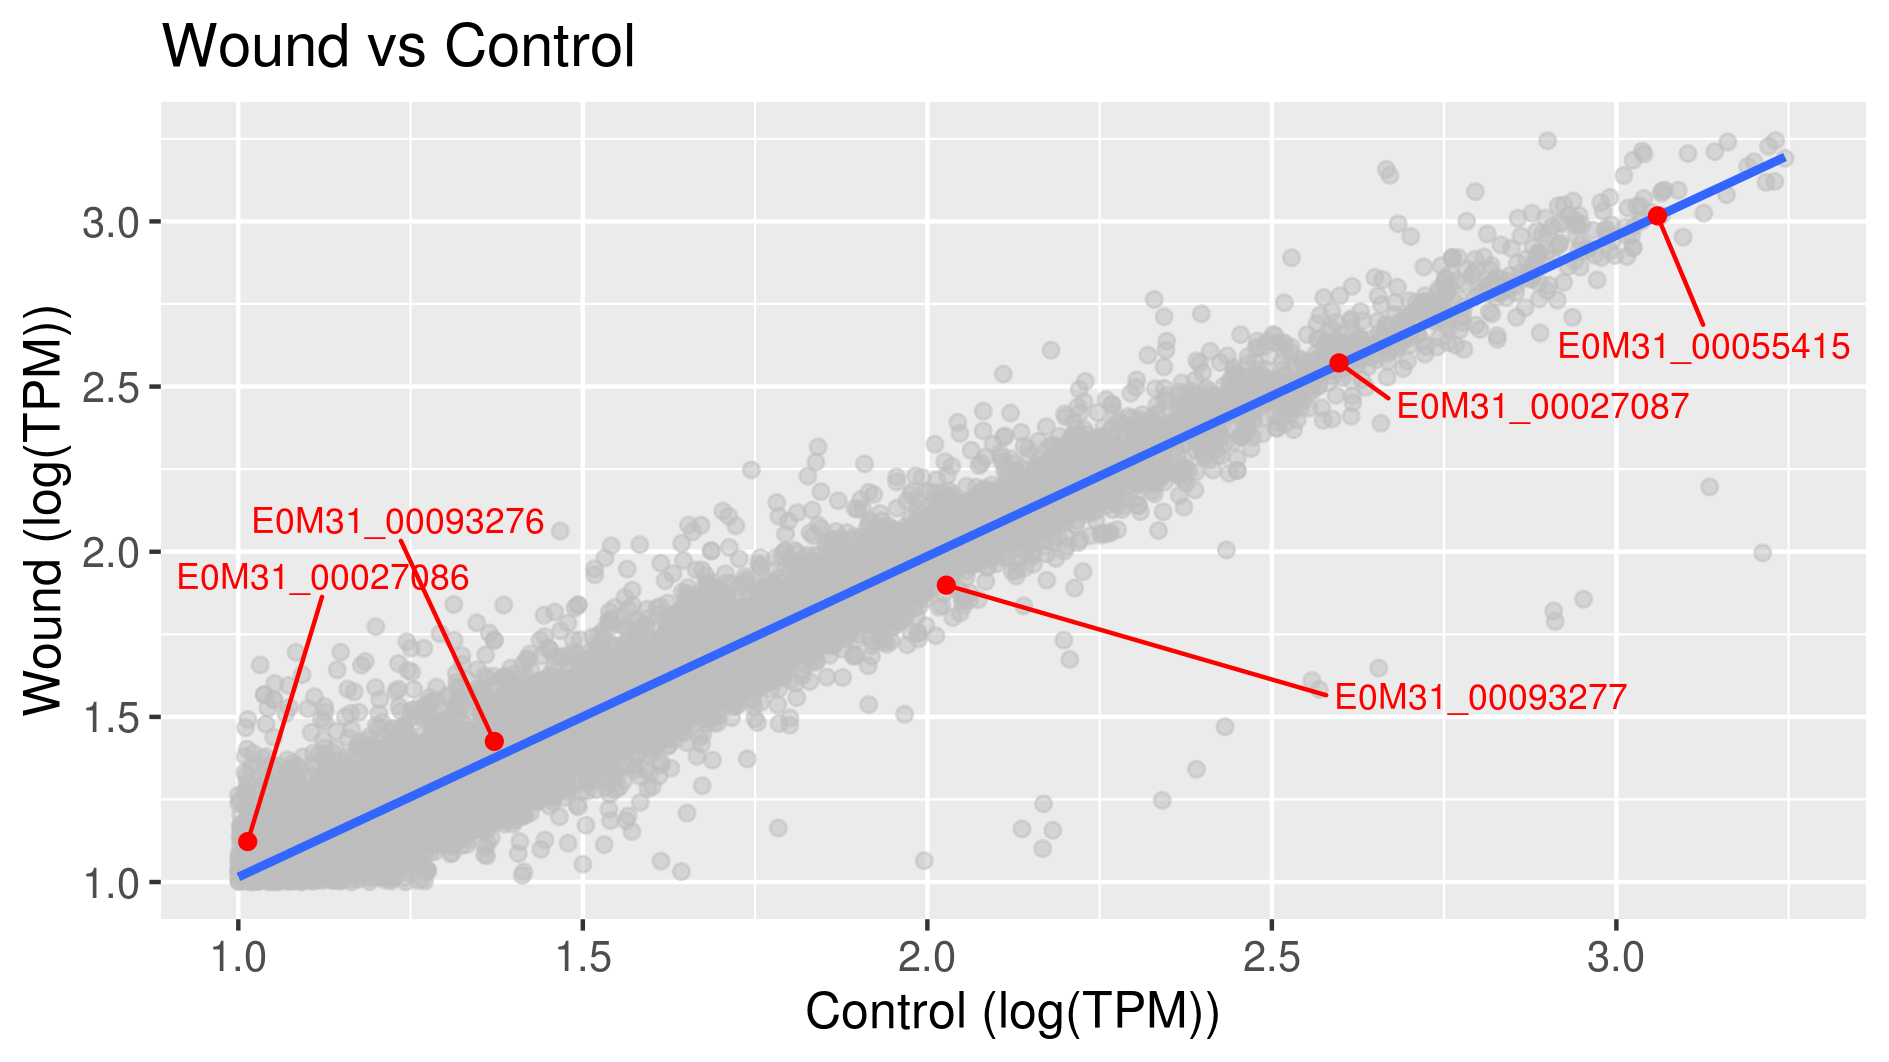 Wound vs Control
Wound (log(TPM))
3.0
2.5
2.0
1.5
1.0
E0M31_00055415
E0M31_00027087
E0M31_00093276
E0M31_00027086
E0M31_00093277
1.0
1.5
2.0
2.5
3.0
Control (log(TPM))